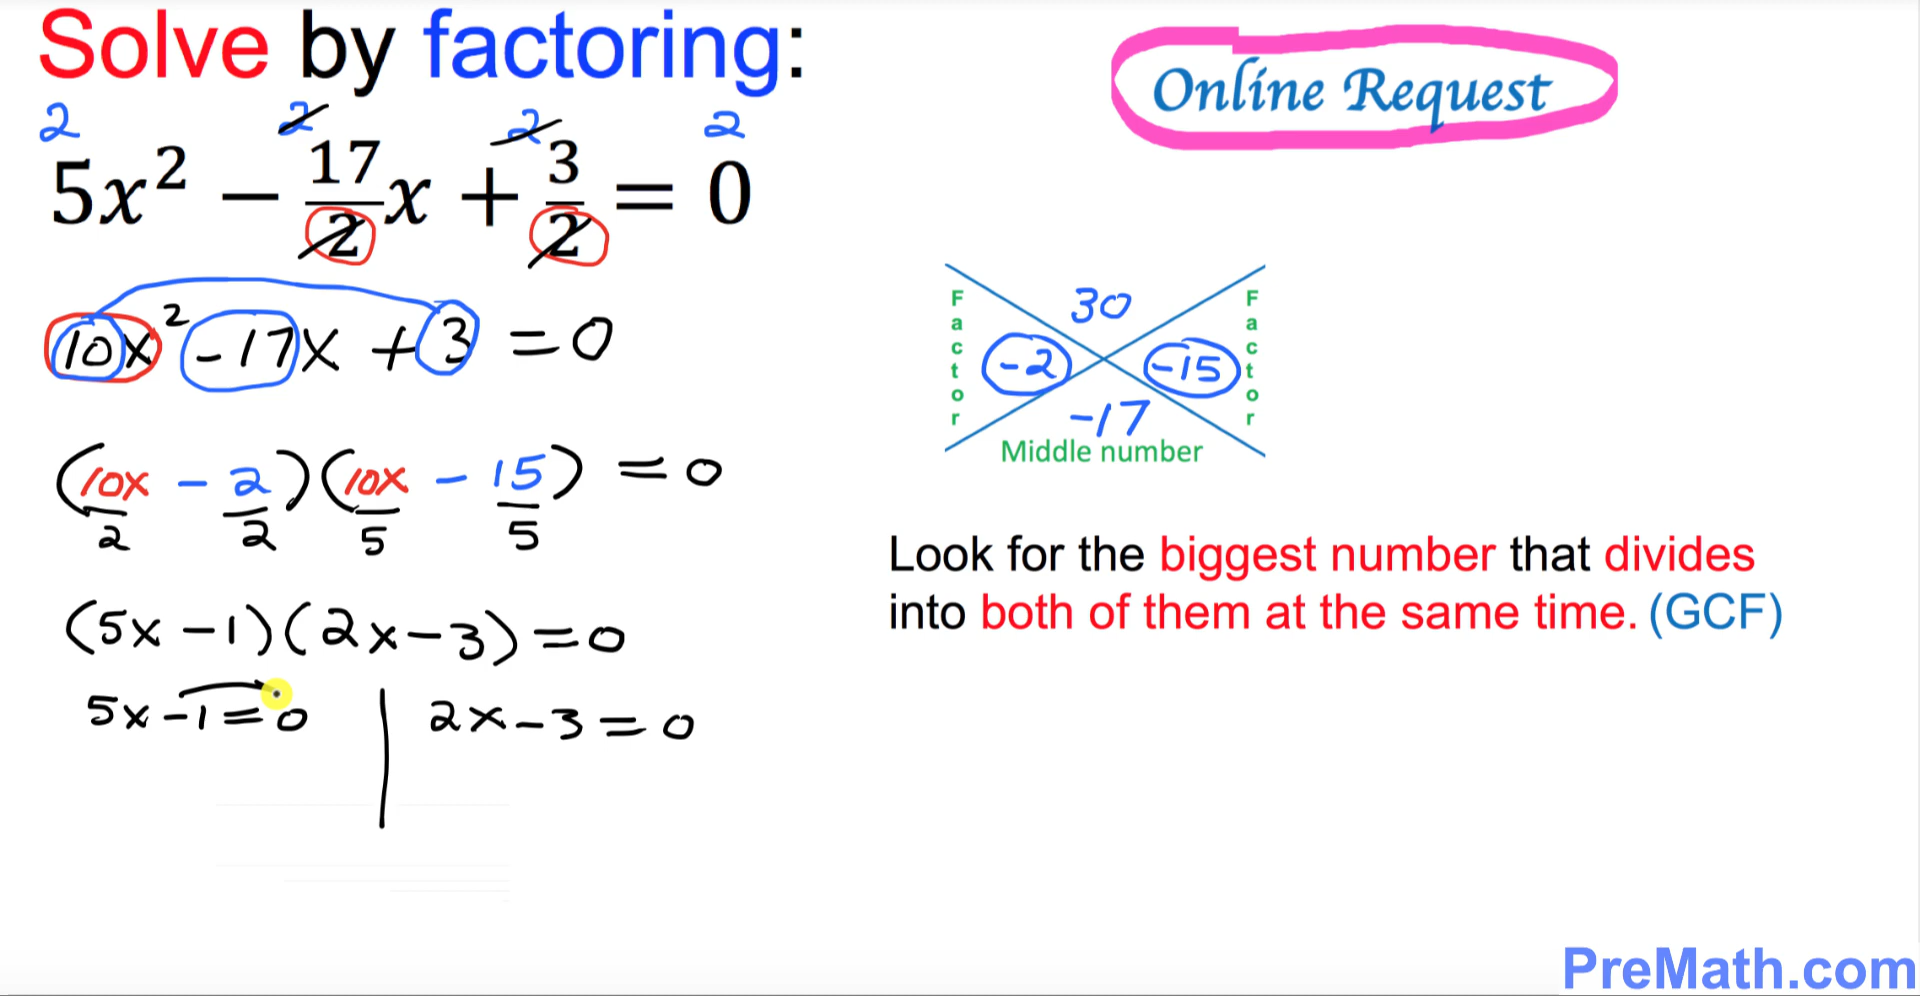 Solve by factoring:
2 2 2 2
5x² − 17/2 x + 3/2 = 0
10x² -17x + 3 = 0
(10x/2 - 2/2)(10x/5 - 15/5) = 0
(5x - 1)(2x - 3) = 0
5x - 1 = 0 | 2x - 3 = 0
Online Request
30
Factor
-2
-15
Factor
-17
Middle number
Look for the biggest number that divides
into both of them at the same time. (GCF)
PreMath.com